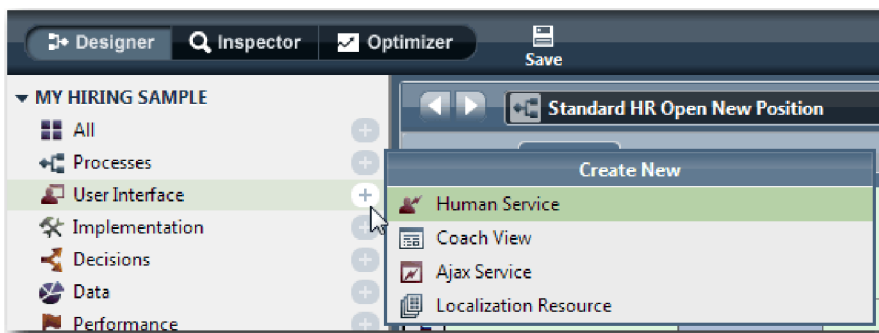 Designer Inspector Optimizer Save
MY HIRING SAMPLE
All
Processes
User Interface
Implementation
Decisions
Data
Performance
Standard HR Open New Position
Create New
Human Service
Coach View
Ajax Service
Localization Resource